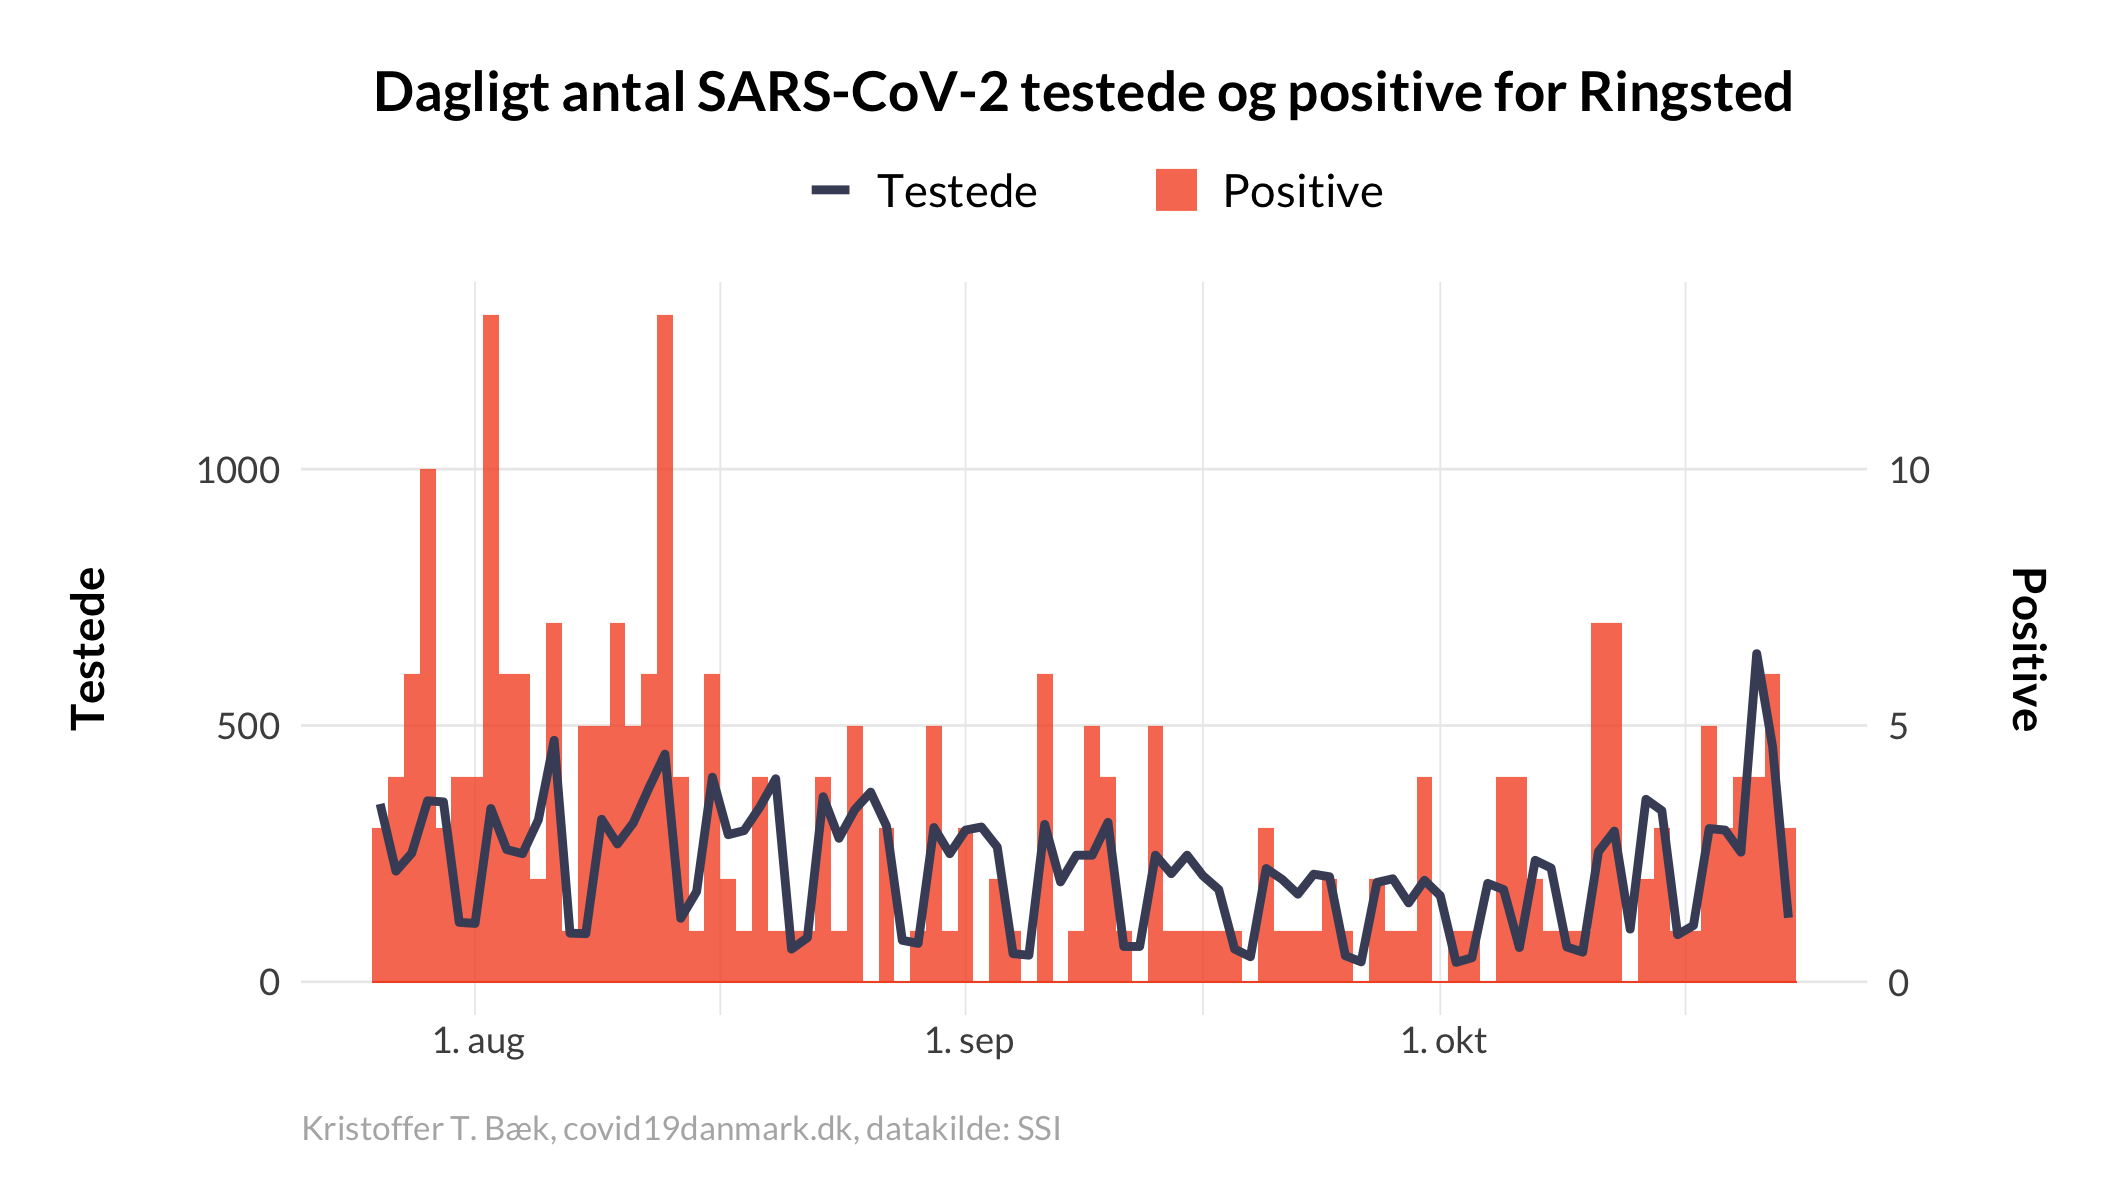 Dagligt antal SARS-CoV-2 testede og positive for Ringsted
Testede
Positive
1000
500
0
10
5
0
Testede
Positive
1. aug
1. sep
1. okt
Kristoffer T. Bæk, covid19danmark.dk, datakilde: SSI